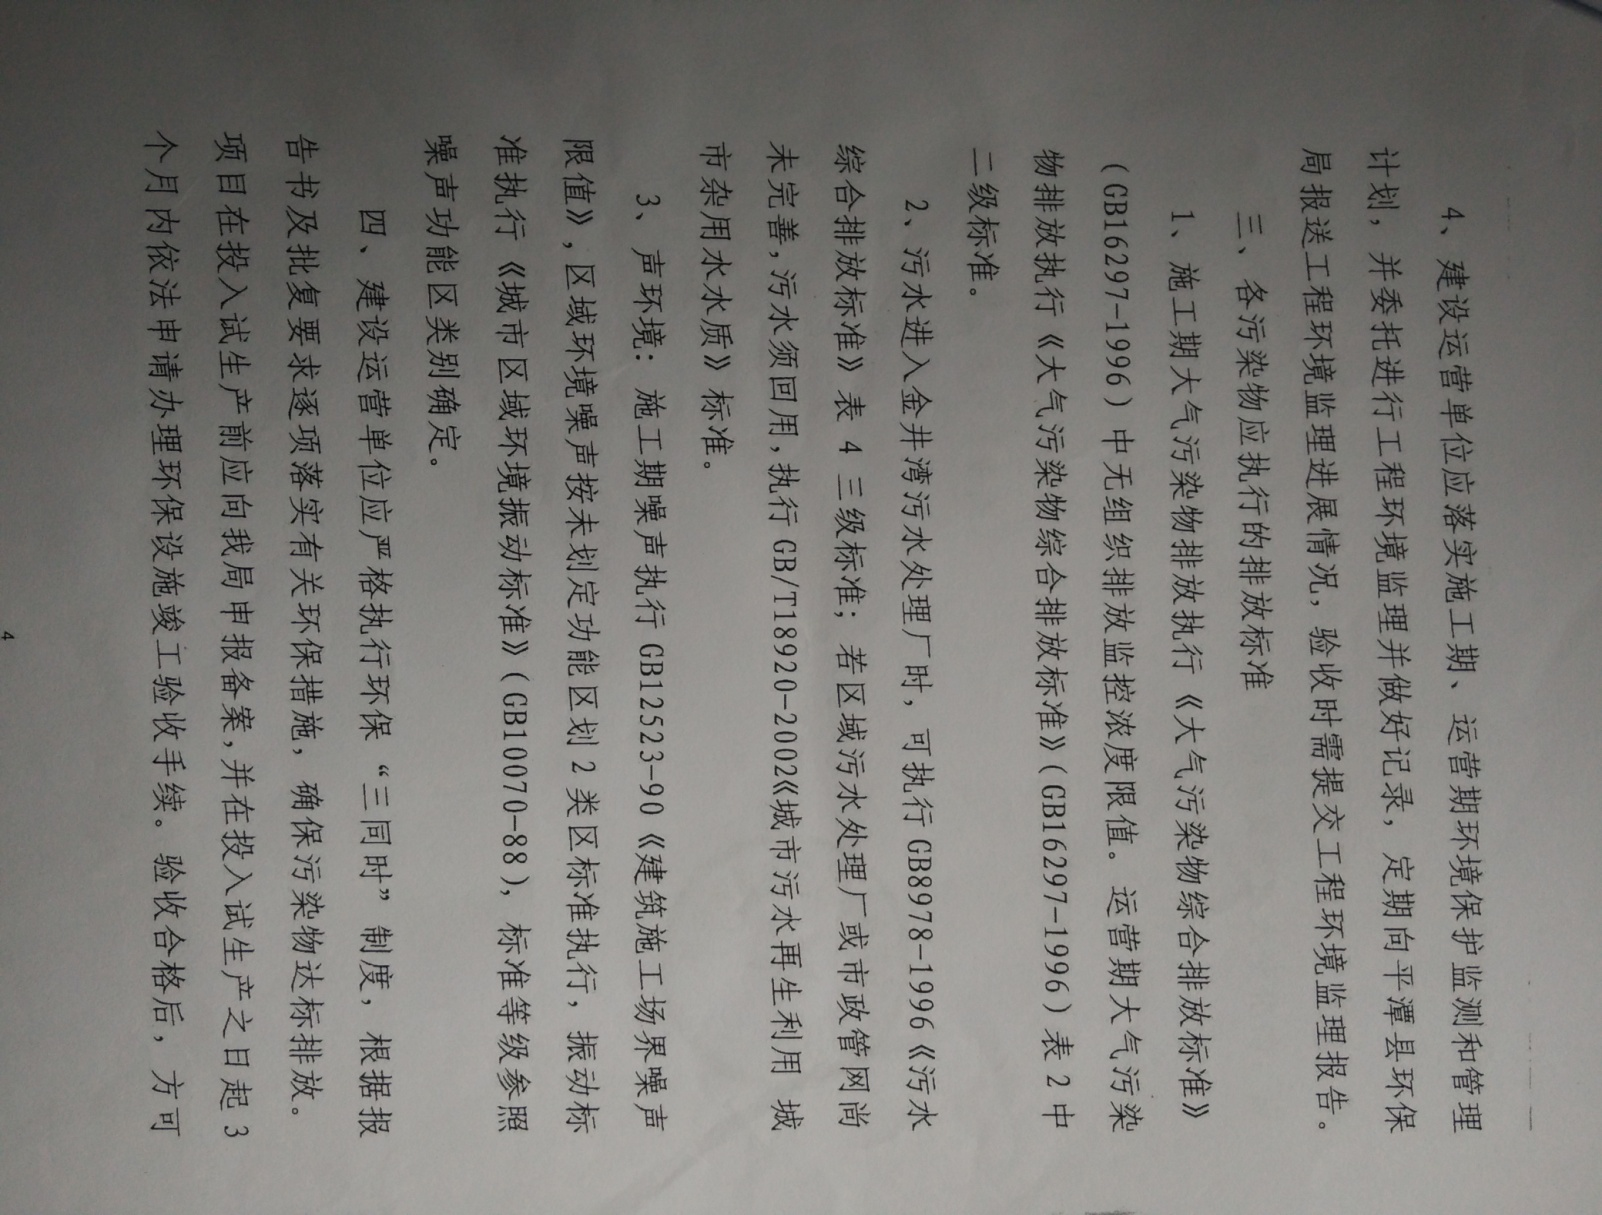 4、建设运营单位应落实施工期、运营期环境保护监测和管理
计划，并委托进行工程环境监理并做好记录，定期向平潭县环保
局报送工程环境监理进展情况，验收时需提交工程环境监理报告。
三、各污染物应执行的排放标准
1、施工期大气污染物排放执行《大气污染物综合排放标准》
(GB16297-1996)中无组织排放监控浓度限值。运营期大气污染
物排放执行《大气污染物综合排放标准》(GB16297-1996)表2中
二级标准。
2、污水进入金井湾污水处理厂时，可执行GB8978-1996《污水
综合排放标准》表 4 三级标准；若区域污水处理厂或市政管网尚
未完善,污水须回用,执行GB/T18920-2002《城市污水再生利用 城
市杂用水水质》标准。
3、声环境：施工期噪声执行GB12523-90《建筑施工场界噪声
限值》,区域环境噪声按未划定功能区划2类区标准执行，振动标
准执行《城市区域环境振动标准》(GB10070-88)，标准等级参照
噪声功能区类别确定。
四、建设运营单位应严格执行环保“三同时”制度，根据报
告书及批复要求逐项落实有关环保措施，确保污染物达标排放。
项目在投入试生产前应向我局申报备案,并在投入试生产之日起3
个月内依法申请办理环保设施竣工验收手续。验收合格后，方可
4